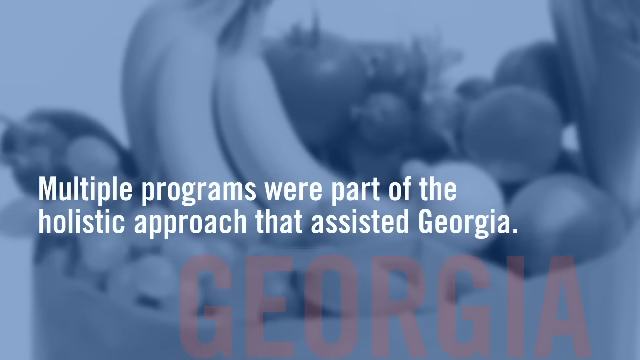 Multiple programs were part of the
holistic approach that assisted Georgia.
GEORGIA